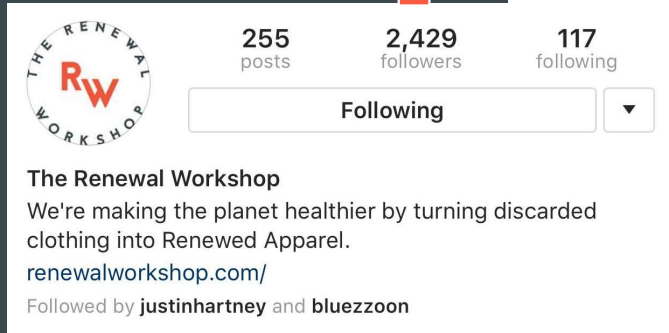 THE RENEWAL
RW
WORKSHOP
255 2,429 117
posts followers following
Following
The Renewal Workshop
We're making the planet healthier by turning discarded
clothing into Renewed Apparel.
renewalworkshop.com/
Followed by justinhartney and bluezzoon